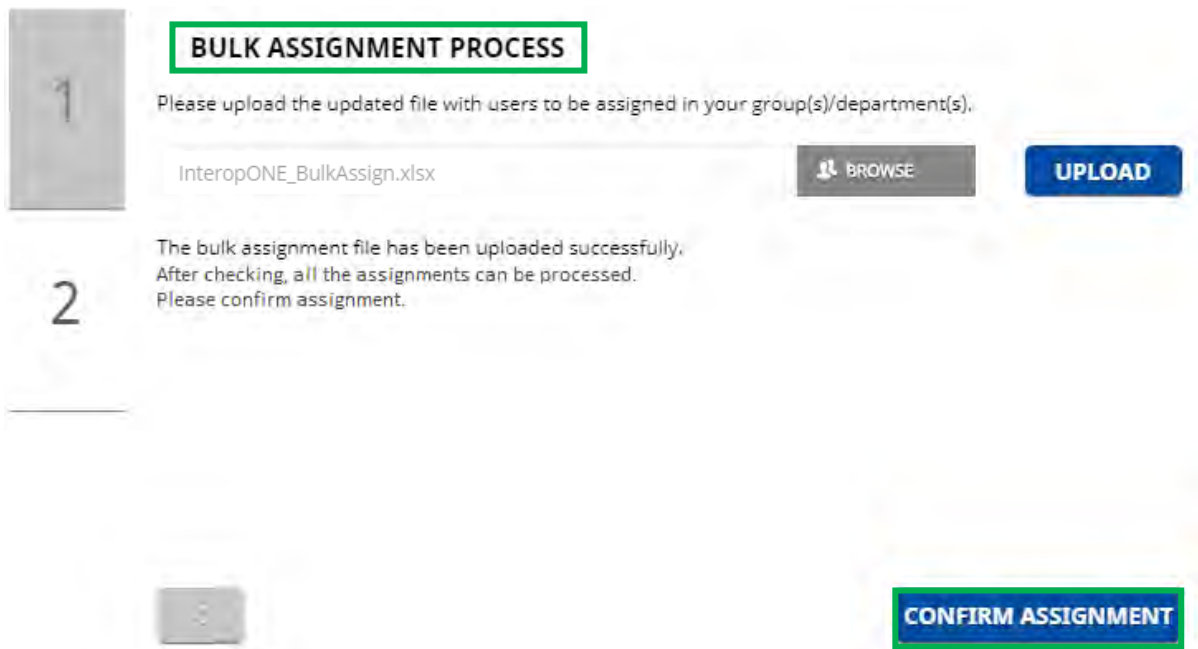 1
BULK ASSIGNMENT PROCESS
Please upload the updated file with users to be assigned in your group(s)/department(s).
InteropONE_BulkAssign.xlsx
BROWSE
UPLOAD
2
The bulk assignment file has been uploaded successfully.
After checking, all the assignments can be processed.
Please confirm assignment.
CONFIRM ASSIGNMENT